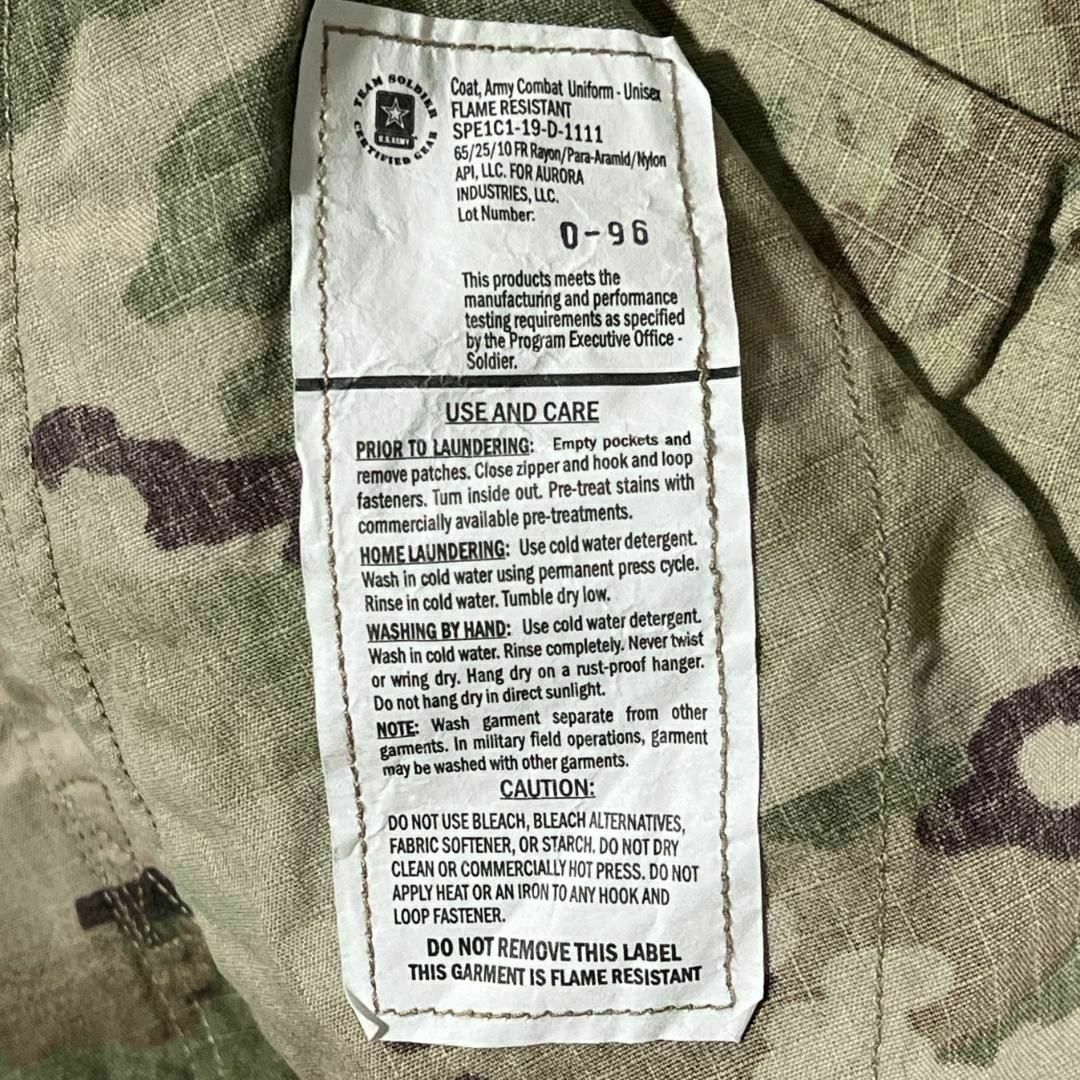 TEAM SOLDIER
U.S. ARMY
CERTIFIED GEAR
Coat, Army Combat Uniform - Unisex
FLAME RESISTANT
SPE1C1-19-D-1111
65/25/10 FR Rayon/Para-Aramid/Nylon
API, LLC. FOR AURORA
INDUSTRIES, LLC.
Lot Number:
0-96
This products meets the
manufacturing and performance
testing requirements as specified
by the Program Executive Office -
Soldier.
USE AND CARE
PRIOR TO LAUNDERING: Empty pockets and
remove patches. Close zipper and hook and loop
fasteners. Turn inside out. Pre-treat stains with
commercially available pre-treatments.
HOME LAUNDERING: Use cold water detergent.
Wash in cold water using permanent press cycle.
Rinse in cold water. Tumble dry low.
WASHING BY HAND: Use cold water detergent.
Wash in cold water. Rinse completely. Never twist
or wring dry. Hang dry on a rust-proof hanger.
Do not hang dry in direct sunlight.
NOTE: Wash garment separate from other
garments. In military field operations, garment
may be washed with other garments.
CAUTION:
DO NOT USE BLEACH, BLEACH ALTERNATIVES,
FABRIC SOFTENER, OR STARCH. DO NOT DRY
CLEAN OR COMMERCIALLY HOT PRESS. DO NOT
APPLY HEAT OR AN IRON TO ANY HOOK AND
LOOP FASTENER.
DO NOT REMOVE THIS LABEL
THIS GARMENT IS FLAME RESISTANT